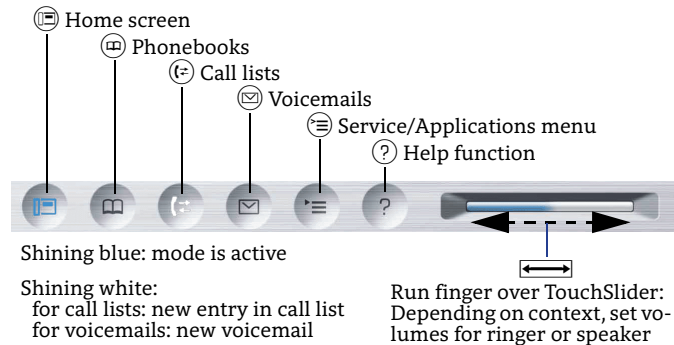 Home screen
Phonebooks
Call lists
Voicemails
Service/Applications menu
? Help function
?
Shining blue: mode is active
Shining white:
for call lists: new entry in call list
for voicemails: new voicemail
Run finger over TouchSlider:
Depending on context, set vo-
lumes for ringer or speaker